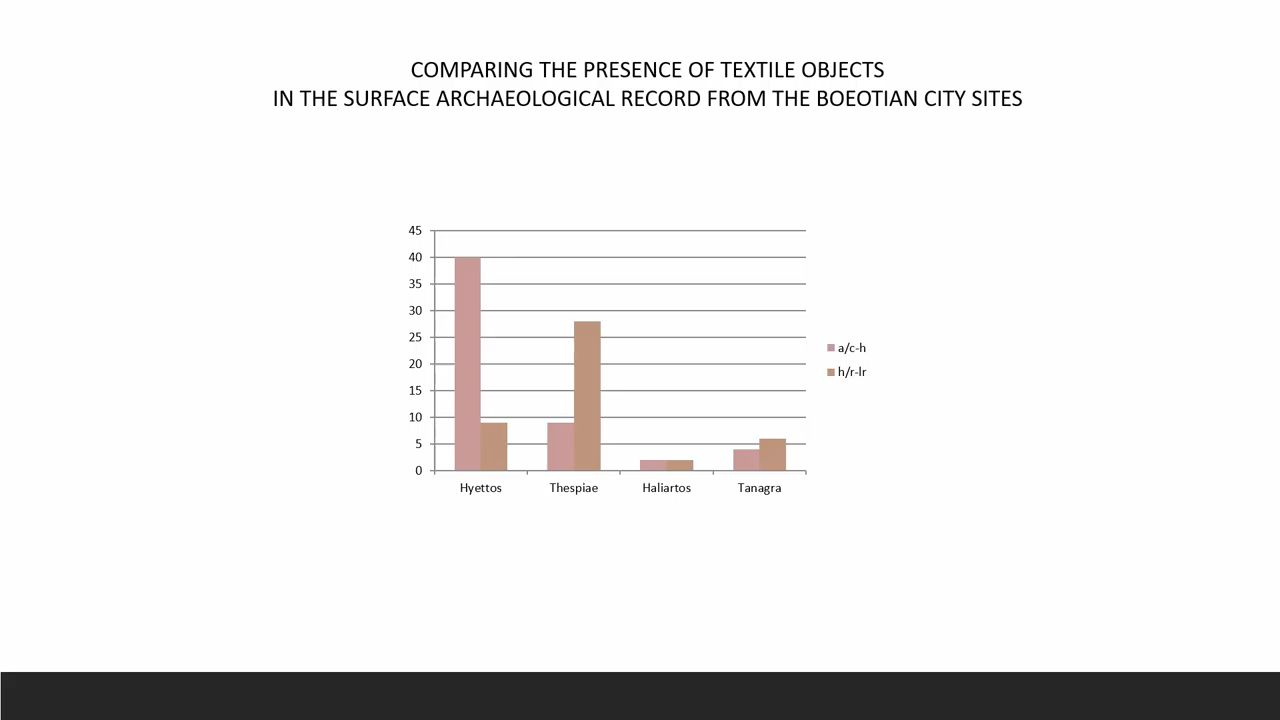 COMPARING THE PRESENCE OF TEXTILE OBJECTS
IN THE SURFACE ARCHAEOLOGICAL RECORD FROM THE BOEOTIAN CITY SITES
45
40
35
30
25
20
15
10
5
0
Hyettos
Thespiae
Haliartos
Tanagra
a/c-h
h/r-lr